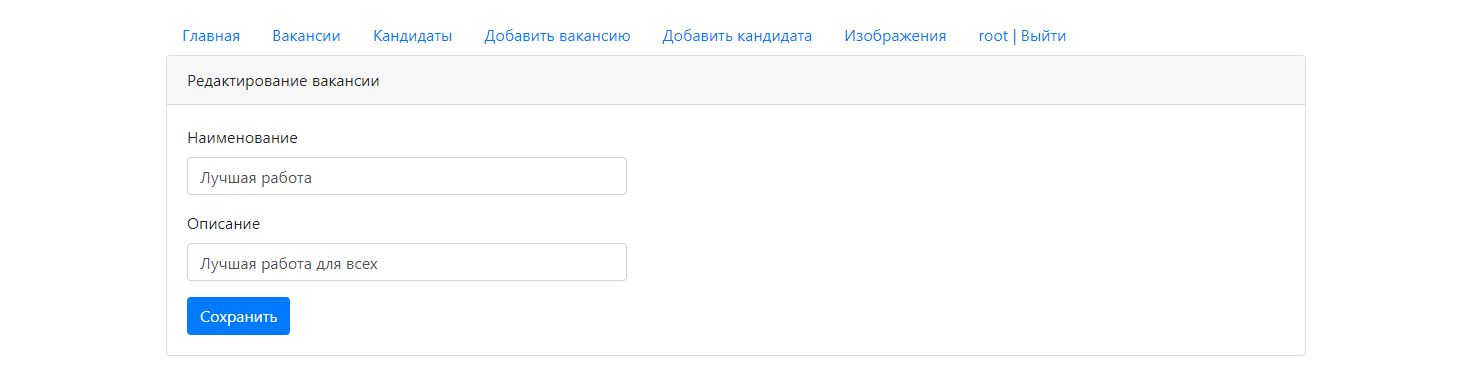 Главная Вакансии Кандидаты Добавить вакансию Добавить кандидата Изображения root | Выйти
Редактирование вакансии
Наименование
Лучшая работа
Описание
Лучшая работа для всех
Сохранить